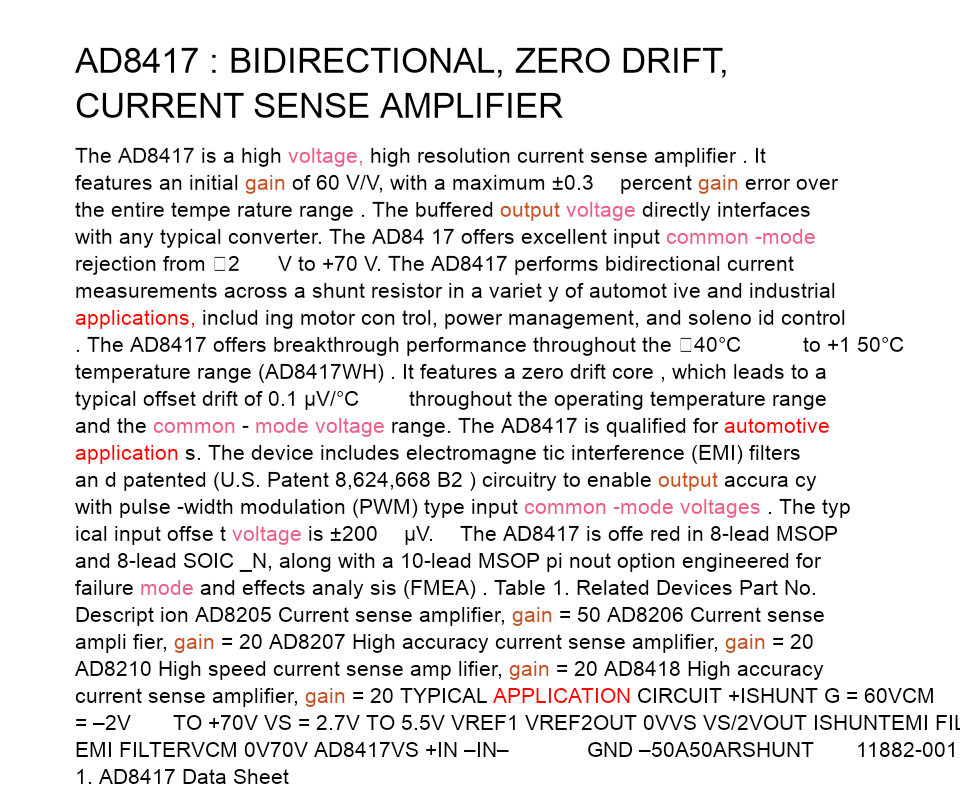 AD8417 : BIDIRECTIONAL, ZERO DRIFT,
CURRENT SENSE AMPLIFIER
The AD8417 is a high voltage, high resolution current sense amplifier . It
features an initial gain of 60 V/V, with a maximum ±0.3 percent gain error over
the entire tempe rature range . The buffered output voltage directly interfaces
with any typical converter. The AD84 17 offers excellent input common -mode
rejection from □2 V to +70 V. The AD8417 performs bidirectional current
measurements across a shunt resistor in a variet y of automot ive and industrial
applications, includ ing motor con trol, power management, and soleno id control
. The AD8417 offers breakthrough performance throughout the □40°C to +1 50°C
temperature range (AD8417WH) . It features a zero drift core , which leads to a
typical offset drift of 0.1 µV/°C throughout the operating temperature range
and the common - mode voltage range. The AD8417 is qualified for automotive
application s. The device includes electromagne tic interference (EMI) filters
an d patented (U.S. Patent 8,624,668 B2 ) circuitry to enable output accura cy
with pulse -width modulation (PWM) type input common -mode voltages . The typ
ical input offse t voltage is ±200 µV. The AD8417 is offe red in 8-lead MSOP
and 8-lead SOIC _N, along with a 10-lead MSOP pi nout option engineered for
failure mode and effects analy sis (FMEA) . Table 1. Related Devices Part No.
Descript ion AD8205 Current sense amplifier, gain = 50 AD8206 Current sense
ampli fier, gain = 20 AD8207 High accuracy current sense amplifier, gain = 20
AD8210 High speed current sense amp lifier, gain = 20 AD8418 High accuracy
current sense amplifier, gain = 20 TYPICAL APPLICATION CIRCUIT +ISHUNT G = 60VCM
= –2V TO +70V VS = 2.7V TO 5.5V VREF1 VREF2OUT 0VVS VS/2VOUT ISHUNTEMI FIL
EMI FILTERVCM 0V70V AD8417VS +IN –IN– GND –50A50ARSHUNT 11882-001
1. AD8417 Data Sheet